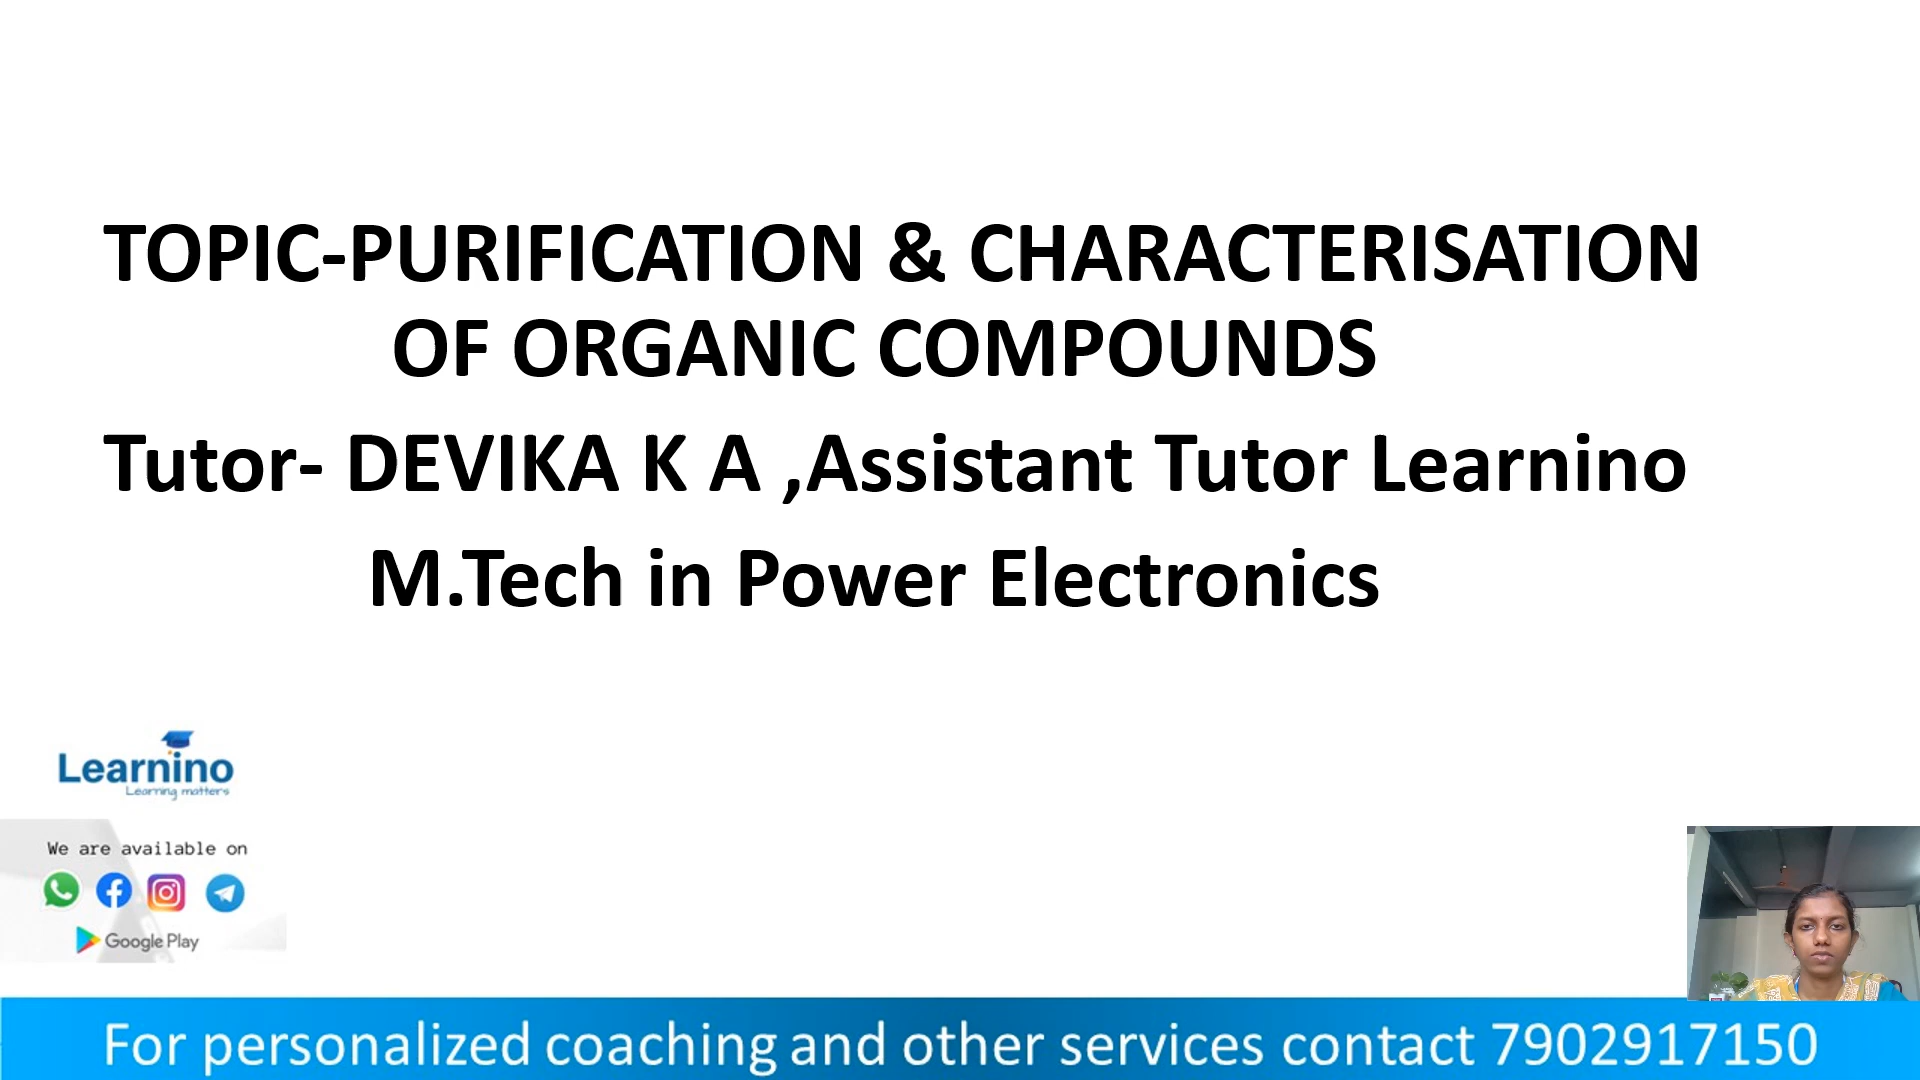 TOPIC-PURIFICATION & CHARACTERISATION
OF ORGANIC COMPOUNDS
Tutor- DEVIKA K A ,Assistant Tutor Learnino
M.Tech in Power Electronics
Learnino
Learning matters
We are available on
Google Play
For personalized coaching and other services contact 7902917150